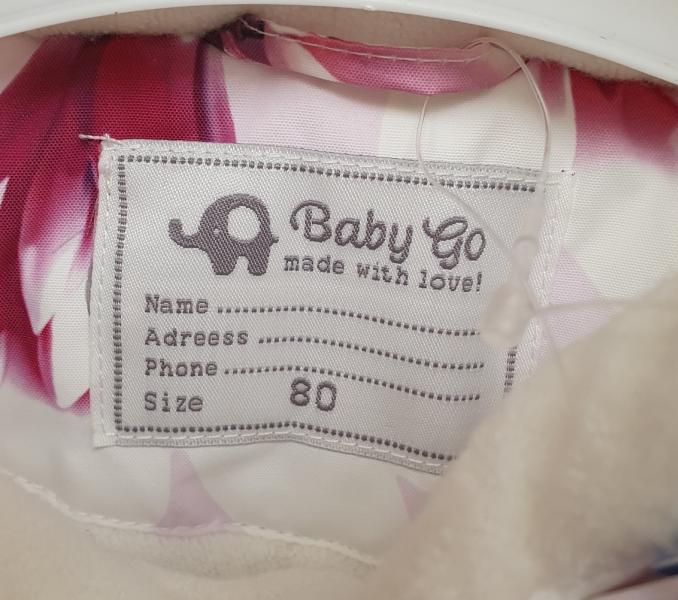 Baby Go
made with love!
Name
Adreess
Phone
Size 80